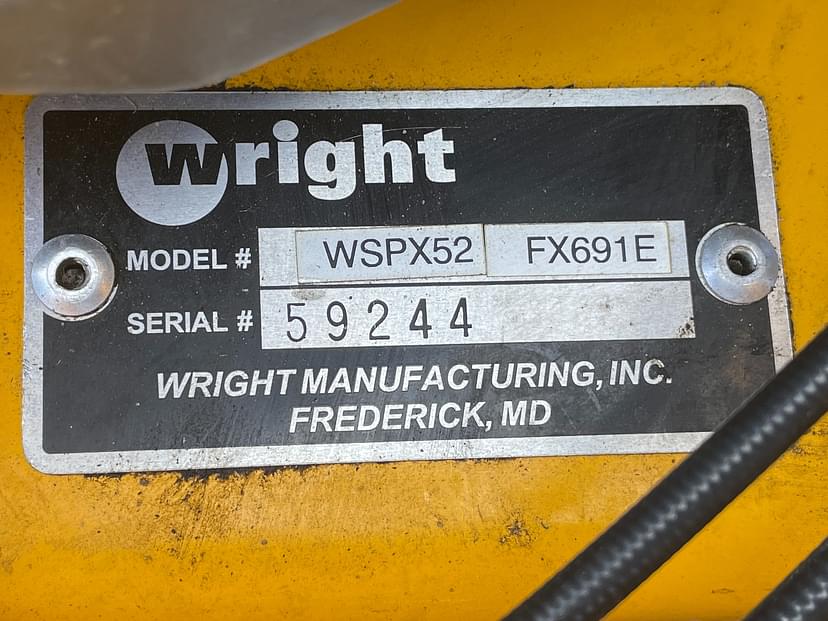 wright
MODEL # WSPX52 FX691E
SERIAL # 59244
WRIGHT MANUFACTURING, INC.
FREDERICK, MD